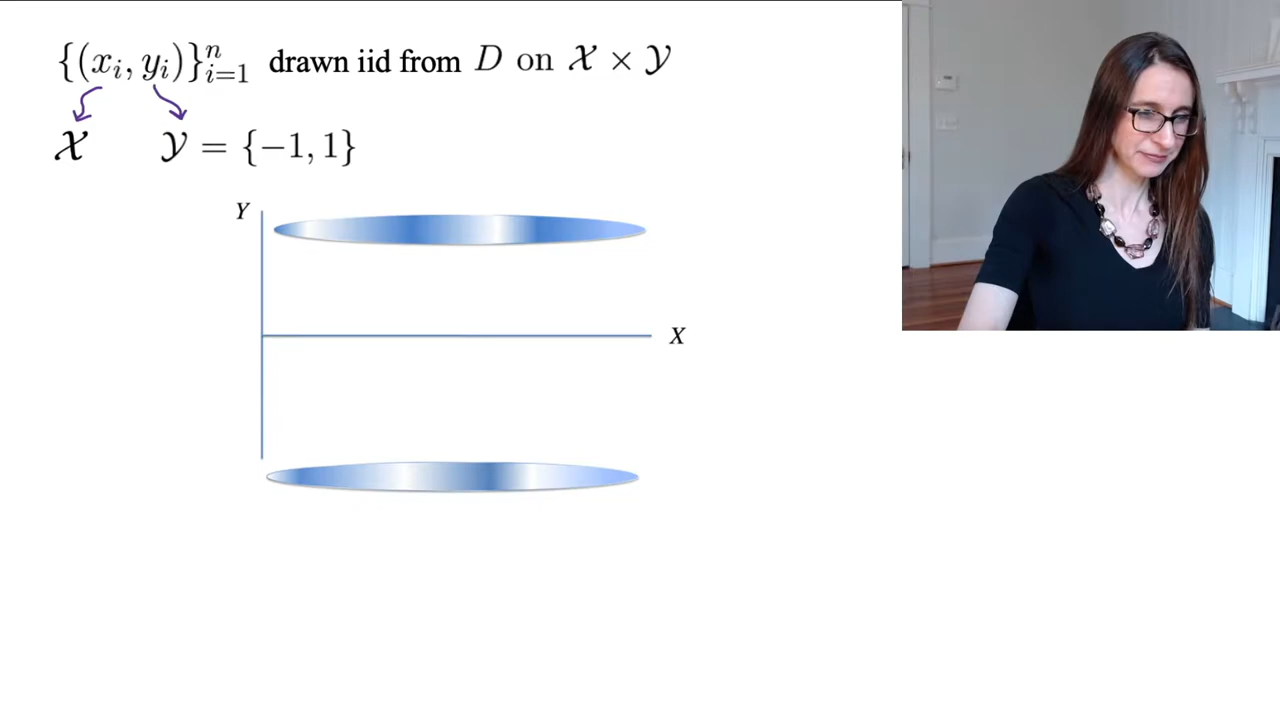 {(xᵢ, yᵢ)}ⁿᵢ₌₁ drawn iid from D on 𝒳 × 𝒴
𝒳 𝒴 = {−1, 1}
Y
X